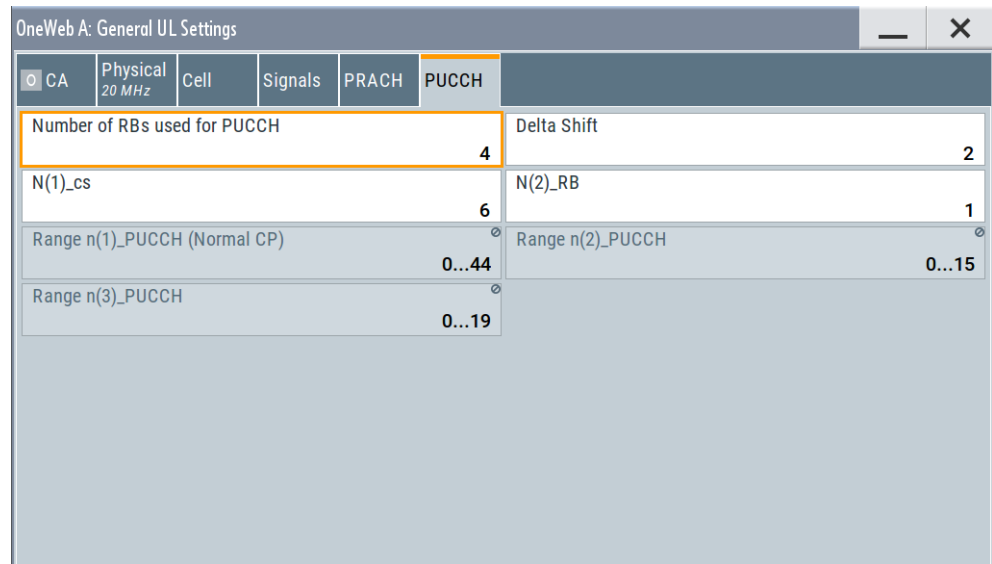 OneWeb A: General UL Settings
O CA
Physical
20 MHz
Cell
Signals
PRACH
PUCCH
Number of RBs used for PUCCH
4
Delta Shift
2
N(1)_cs
6
N(2)_RB
1
Range n(1)_PUCCH (Normal CP)
0...44
Range n(2)_PUCCH
0...15
Range n(3)_PUCCH
0...19